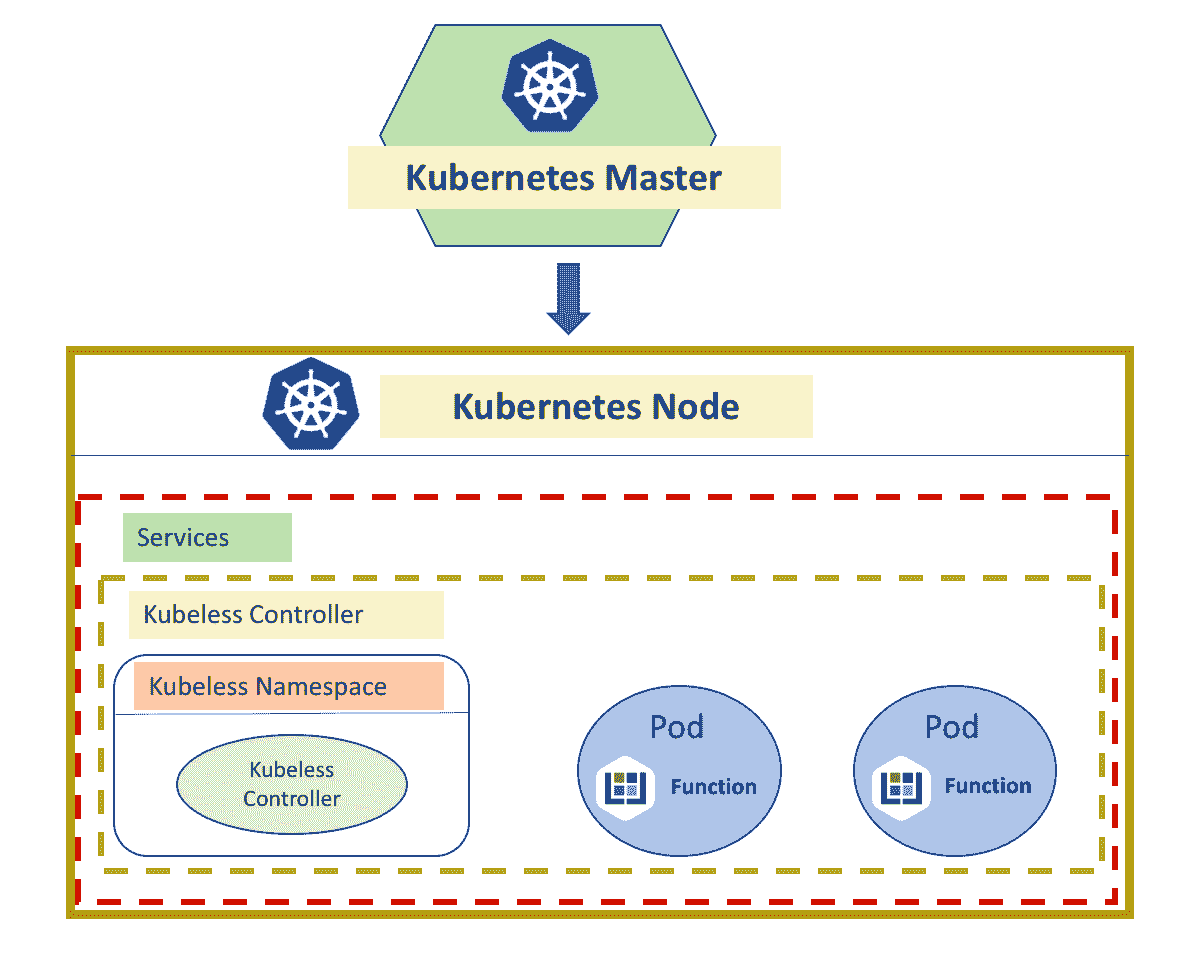 Kubernetes Master
Kubernetes Node
Services
Kubeless Controller
Kubeless Namespace
Kubeless
Controller
Pod
Function
Pod
Function